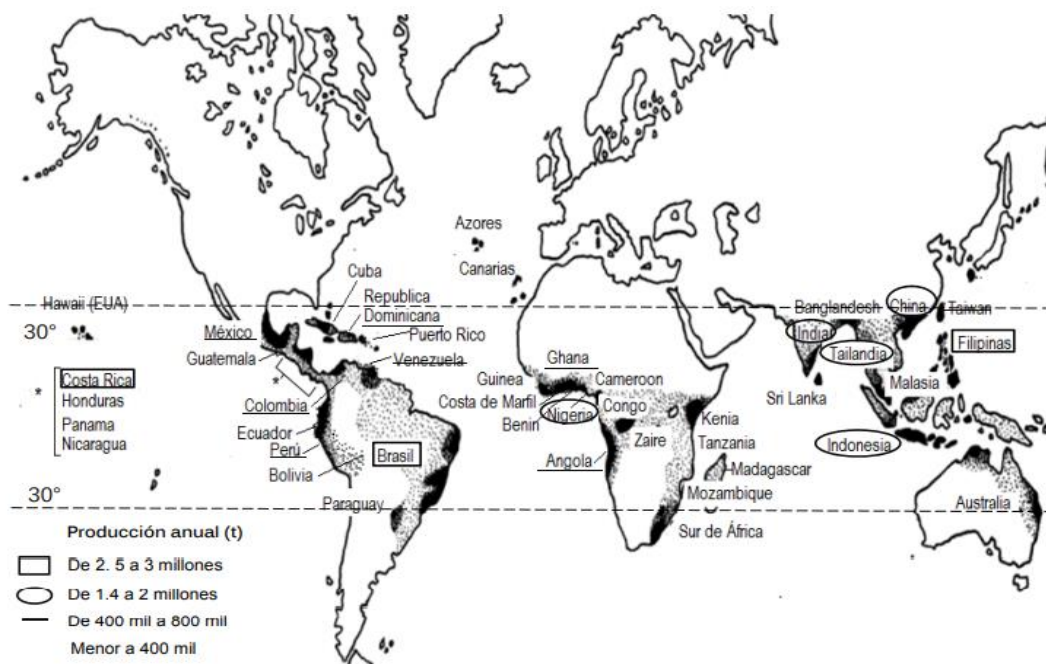 Azores
Canarias
Cuba
Republica
Dominicana
Puerto Rico
Hawaii (EUA)
30°
México
Guatemala
Venezuela
*
*
Costa Rica
Honduras
Panama
Nicaragua
Colombia
Ecuador
Perú
Bolivia
Brasil
Paraguay
30°
Ghana
Guinea
Cameroon
Costa de Marfil
Nigeria
Benin
Congo
Zaire
Kenia
Tanzania
Angola
Madagascar
Mozambique
Sur de África
Banglandesh
China
Taiwan
India
Tailandia
Filipinas
Malasia
Sri Lanka
Indonesia
Australia
Producción anual (t)
De 2. 5 a 3 millones
De 1.4 a 2 millones
De 400 mil a 800 mil
Menor a 400 mil